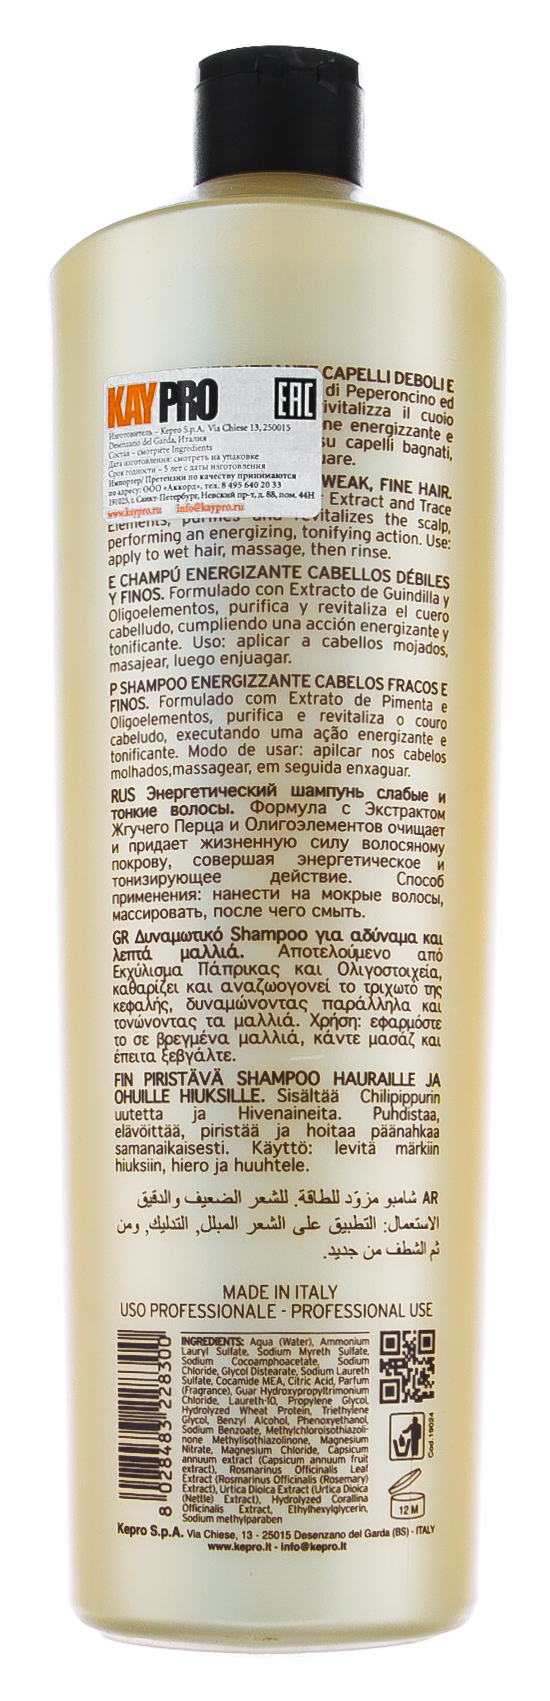 CAPELLI DEBOLI E
di Peperoncino ed
ivitalizza il cuoio
ne energizzante e
su capelli bagnati,
uare.
KAYPRO
EAC
Изготовитель – Kepro S.p.A. Via Chiese 13, 250015
Desenzano del Garda, Италия
Состав – смотрите Ingredients
Дата изготовления: смотреть на упаковке
Срок годности – 5 лет с даты изготовления
Импортер/ Претензии по качеству принимаются
по адресу: ООО «Аккорд», тел. 8 495 640 20 33
191025, г. Санкт-Петербург, Невский пр-т, д. 88, пом. 44Н
www.kaypro.ru info@kaypro.ru
WEAK, FINE HAIR.
Extract and Trace
Elements, purifies and revitalizes the scalp,
performing an energizing, tonifying action. Use:
apply to wet hair, massage, then rinse.
E CHAMPÚ ENERGIZANTE CABELLOS DÉBILES
Y FINOS. Formulado con Extracto de Guindilla y
Oligoelementos, purifica y revitaliza el cuero
cabelludo, cumpliendo una acción energizante y
tonificante. Uso: aplicar a cabellos mojados,
masajear, luego enjuagar.
P SHAMPOO ENERGIZZANTE CABELOS FRACOS E
FINOS. Formulado com Extrato de Pimenta e
Oligoelementos, purifica e revitaliza o couro
cabeludo, executando uma ação energizante e
tonificante. Modo de usar: apilcar nos cabelos
molhados,massagear, em seguida enxaguar.
RUS Энергетический шампунь слабые и
тонкие волосы. Формула с Экстрактом
Жгучего Перца и Олигоэлементов очищает
и придает жизненную силу волосяному
покрову, совершая энергетическое и
тонизирующее действие. Способ
применения: нанести на мокрые волосы,
массировать, после чего смыть.
GR Δυναμωτικό Shampoo για αδύναμα και
λεπτά μαλλιά. Αποτελούμενο από
Εκχύλισμα Πάπρικας και Ολιγοστοιχεία,
καθαρίζει και αναζωογονεί το τριχωτό της
κεφαλής, δυναμώνοντας παράλληλα και
τονώνοντας τα μαλλιά. Χρήση: εφαρμόστε
το σε βρεγμένα μαλλιά, κάντε μασάζ και
έπειτα ξεβγάλτε.
FIN PIRISTÄVÄ SHAMPOO HAURAILLE JA
OHUILLE HIUKSILLE. Sisältää Chilipippurin
uutetta ja Hivenaineita. Puhdistaa,
elävöittää, piristää ja hoitaa päänahkaa
samanaikaisesti. Käyttö: levitä märkiin
hiuksiin, hiero ja huuhtele.
AR شامبو مزوّد للطاقة. للشعر الضعيف والدقيق
الاستعمال: التطبيق على الشعر المبلل, التدليك, ومن
ثم الشطف من جديد.
MADE IN ITALY
USO PROFESSIONALE - PROFESSIONAL USE
8 028483 228300
INGREDIENTS: Aqua (Water), Ammonium
Lauryl Sulfate, Sodium Myreth Sulfate,
Sodium Cocoamphoacetate, Sodium
Chloride, Glycol Distearate, Sodium Laureth
Sulfate, Cocamide MEA, Citric Acid, Parfum
(Fragrance), Guar Hydroxypropyltrimonium
Chloride, Laureth-10, Propylene Glycol,
Hydrolyzed Wheat Protein, Triethylene
Glycol, Benzyl Alcohol, Phenoxyethanol,
Sodium Benzoate, Methylchloroisothiazoli-
none Methylisothiazolinone, Magnesium
Nitrate, Magnesium Chloride, Capsicum
annuum extract (Capsicum annuum fruit
extract), Rosmarinus Officinalis Leaf
Extract (Rosmarinus Officinalis (Rosemary)
Extract), Urtica Dioica Extract (Urtica Dioica
(Nettle) Extract), Hydrolyzed Corallina
Officinalis Extract, Ethylhexylglycerin,
Sodium methylparaben
Cod.19024
12 M
Kepro S.p.A. Via Chiese, 13 - 25015 Desenzano del Garda (BS) - ITALY
www.kepro.it - info@kepro.it